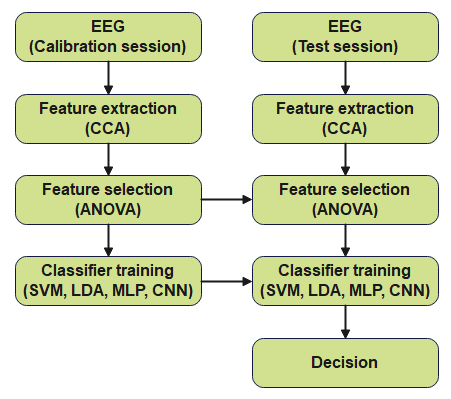 EEG
(Calibration session)
EEG
(Test session)
Feature extraction
(CCA)
Feature extraction
(CCA)
Feature selection
(ANOVA)
Feature selection
(ANOVA)
Classifier training
(SVM, LDA, MLP, CNN)
Classifier training
(SVM, LDA, MLP, CNN)
Decision